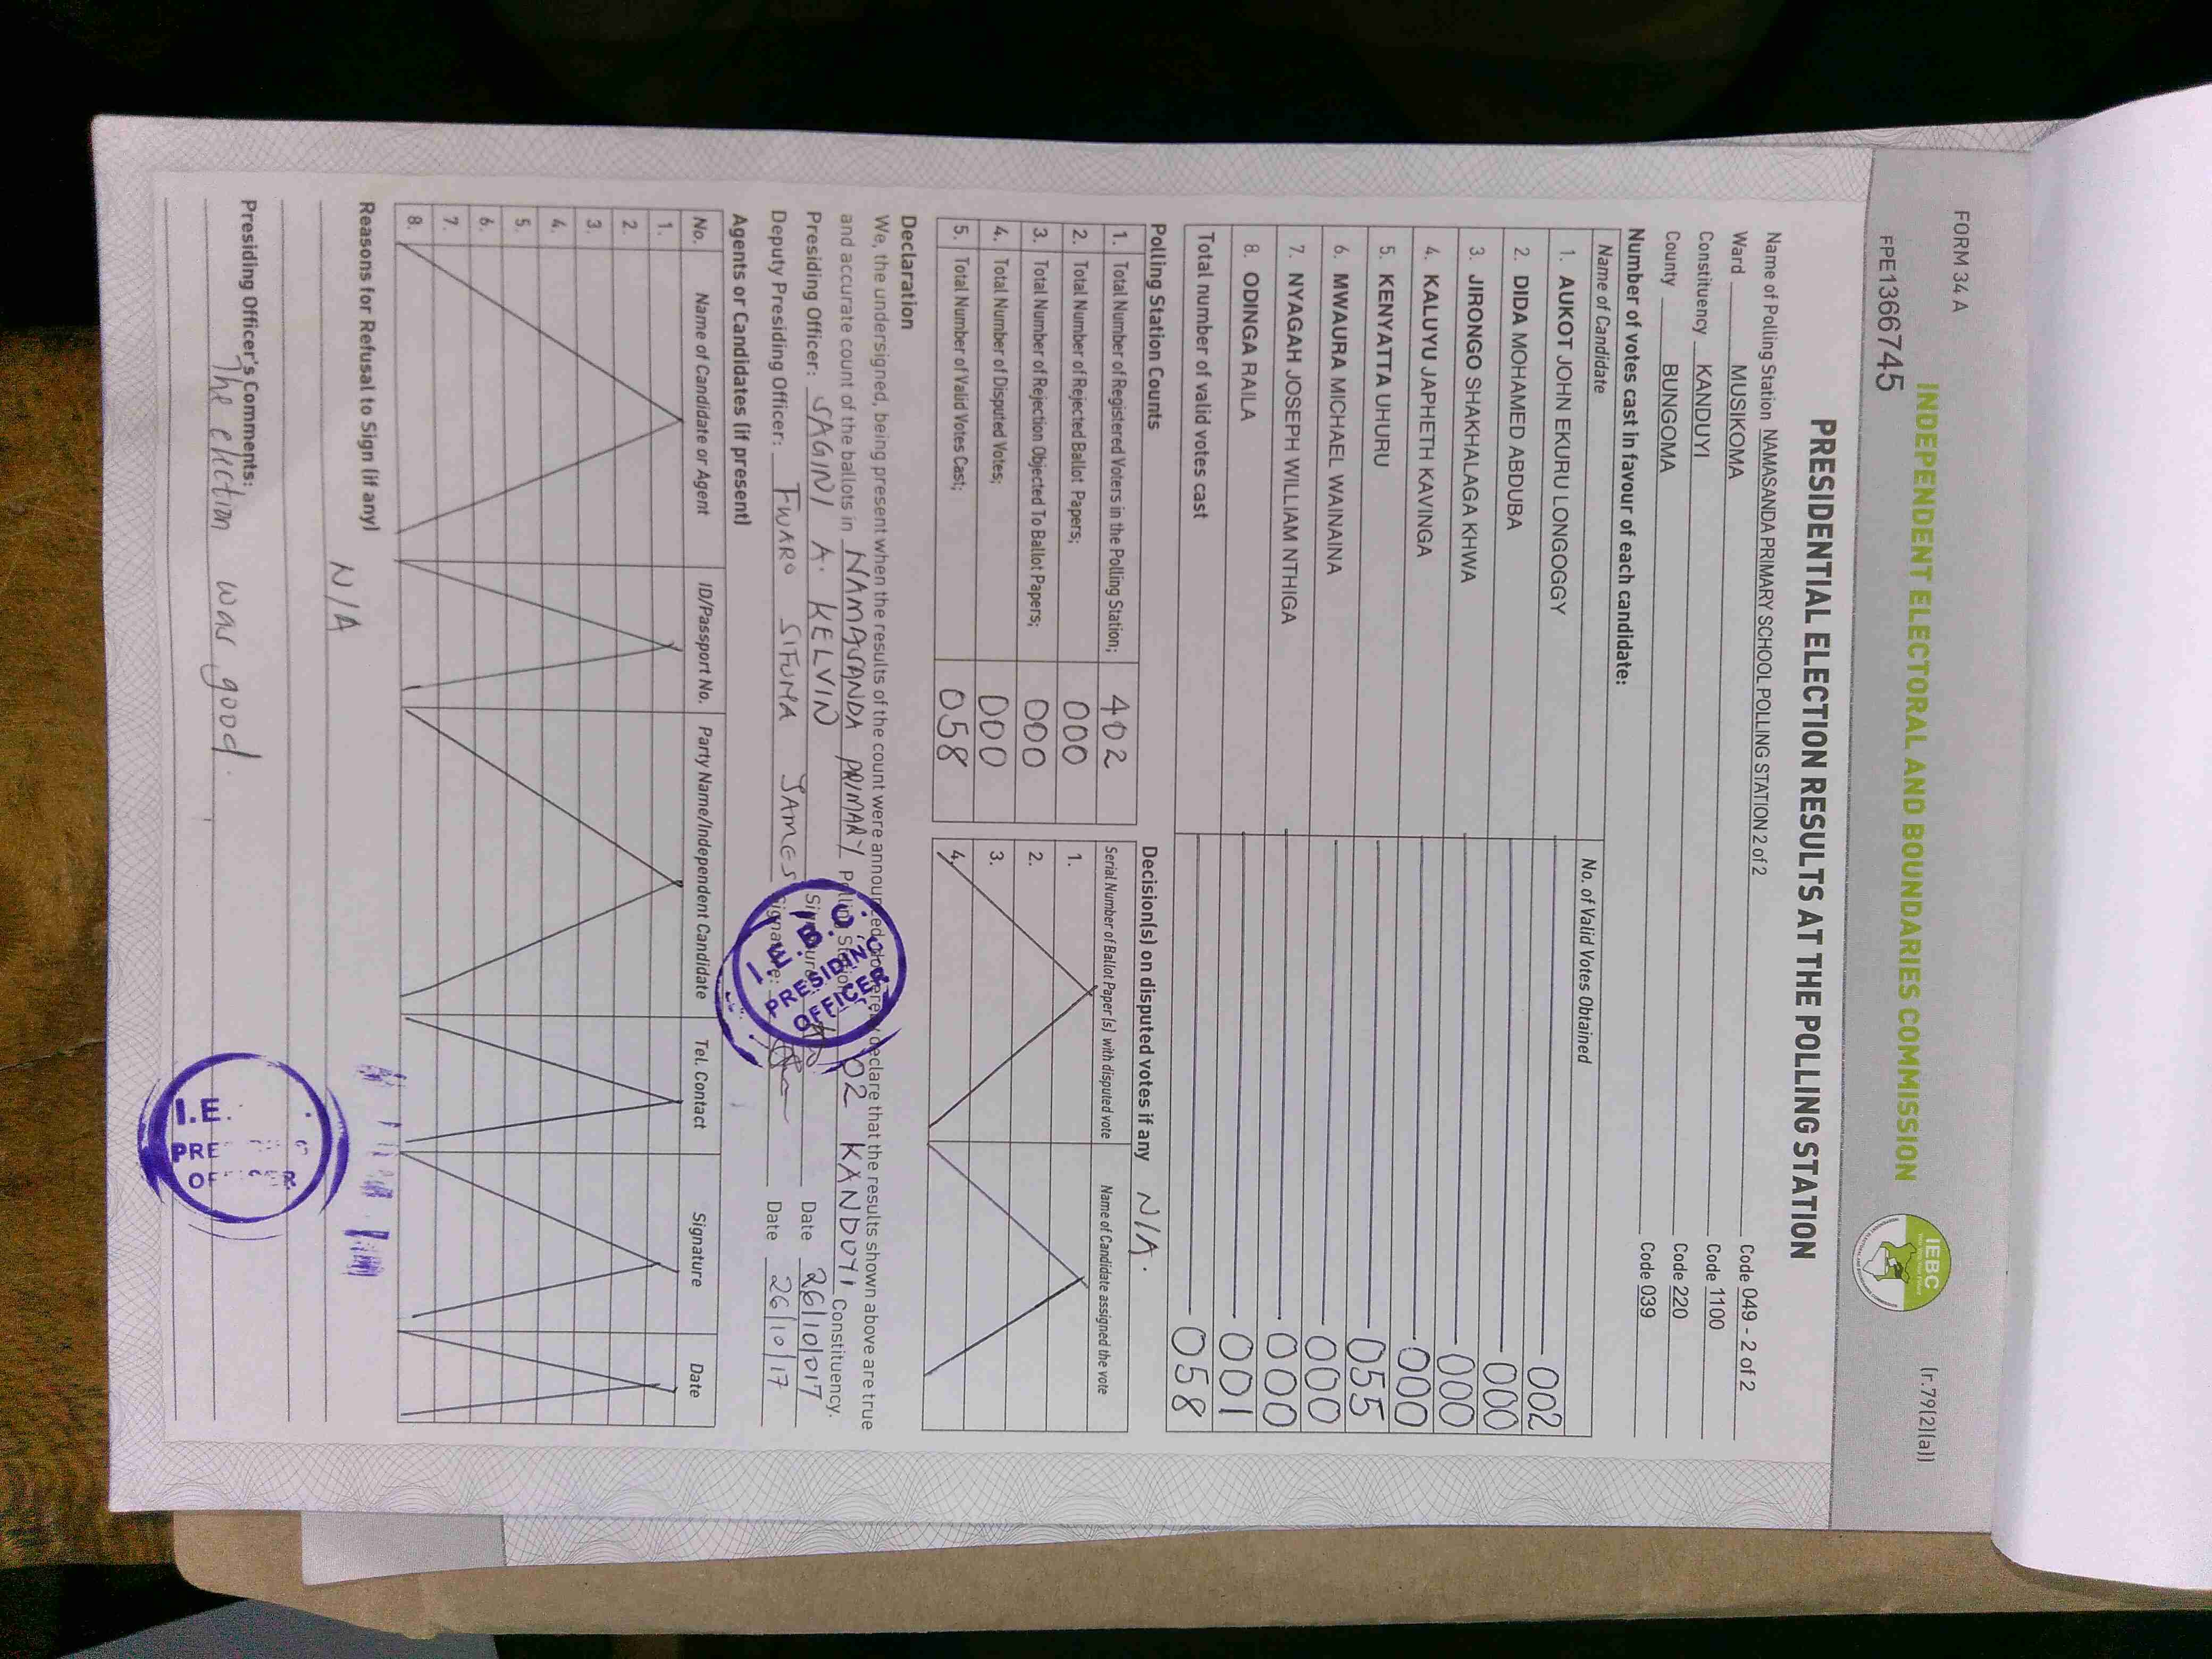 FORM 34 A
(r.79(2)(a))
INDEPENDENT ELECTORAL AND BOUNDARIES COMMISSION
IEBC
FPE136745
PRESIDENTIAL ELECTION RESULTS AT THE POLLING STATION
Name of Polling Station NAMASANDA PRIMARY SCHOOL POLLING STATION 2 of 2 Code 049 - 2 of 2
Ward MUSIKOMA Code 1100
Constituency KANDUYI Code 220
County BUNGOMA Code 039
Number of votes cast in favour of each candidate:
Name of Candidate No. of Valid Votes Obtained
1. AUKOT JOHN EKURU LONGOGGY 002
2. DIDA MOHAMED ABDUBA 000
3. JIRONGO SHAKHALAGA KHWA 000
4. KALUYU JAPHETH KAVINGA 000
5. KENYATTA UHURU 055
6. MWAURA MICHAEL WAINAINA 000
7. NYAGAH JOSEPH WILLIAM NTHIGA 000
8. ODINGA RAILA 001
Total number of valid votes cast 058
Polling Station Counts
1. Total Number of Registered Voters in the Polling Station; 402
2. Total Number of Rejected Ballot Papers; 000
3. Total Number of Rejection Objected To Ballot Papers; 000
4. Total Number of Disputed Votes; 000
5. Total Number of Valid Votes Cast; 058
Decision(s) on disputed votes if any N/A.
Serial Number of Ballot Paper(s) with disputed vote Name of Candidate assigned the vote
1.
2.
3.
4.
Declaration
We, the undersigned, being present when the results of the count were announced, do hereby declare that the results shown above are true
and accurate count of the ballots in NAMASANDA PRIMARY Polling Station 02 KANDUYI Constituency.
Presiding Officer: SAGINI A. KELVIN Signature: Date 26/10/017
Deputy Presiding Officer: FWARO SITUMA JAMES Signature: Date 26/10/17
I.E.B.C.
PRESIDING
OFFICER
Agents or Candidates (if present)
No. Name of Candidate or Agent ID/Passport No. Party Name/Independent Candidate Tel. Contact Signature Date
1.
2.
3.
4.
5.
6.
7.
8.
Reasons for Refusal to Sign (if any)
N/A
Presiding Officer's Comments:
The election was good.
I.E.
PRE
OF